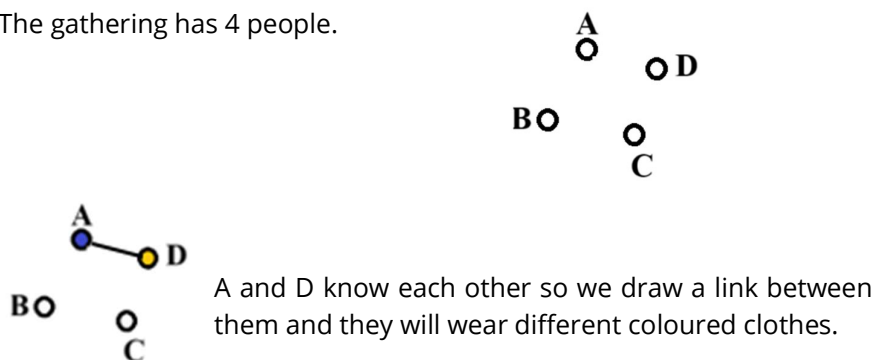 The gathering has 4 people.
A
D
B
C
A
D
B
C
A and D know each other so we draw a link between
them and they will wear different coloured clothes.